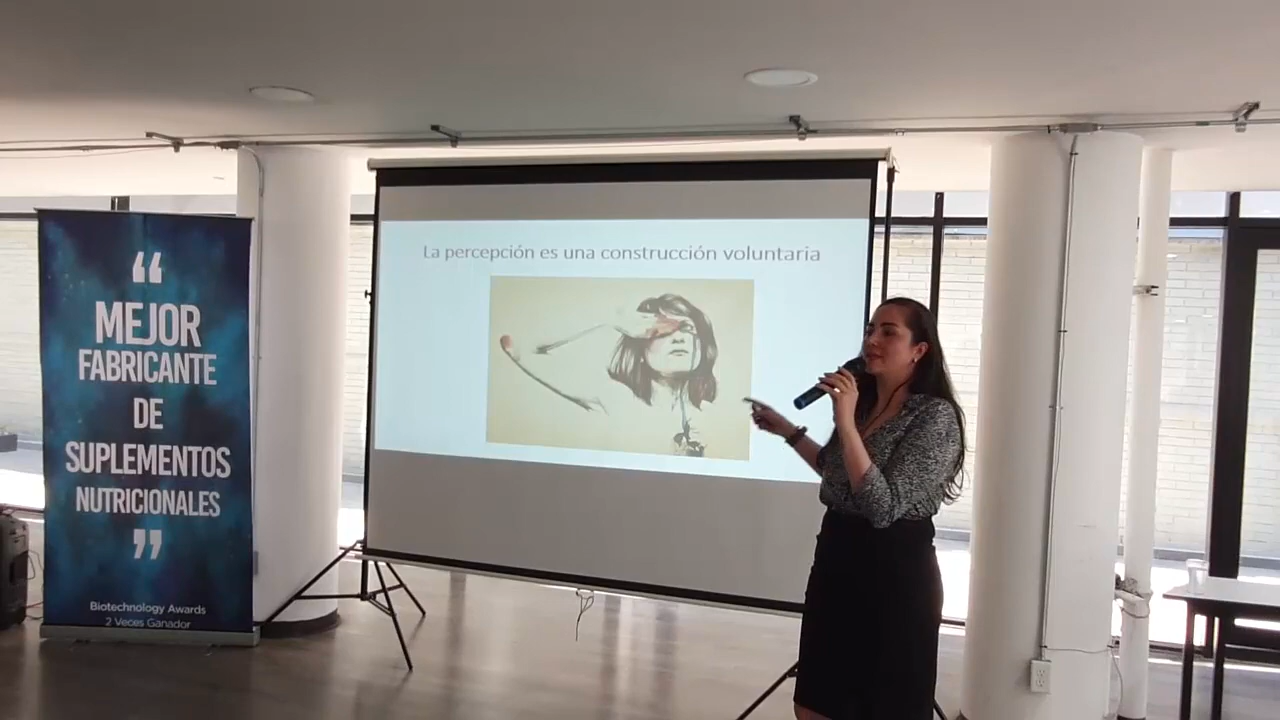 “
MEJOR
FABRICANTE
DE
SUPLEMENTOS
NUTRICIONALES
”
Biotechnology Awards
2 Veces Ganador
La percepción es una construcción voluntaria